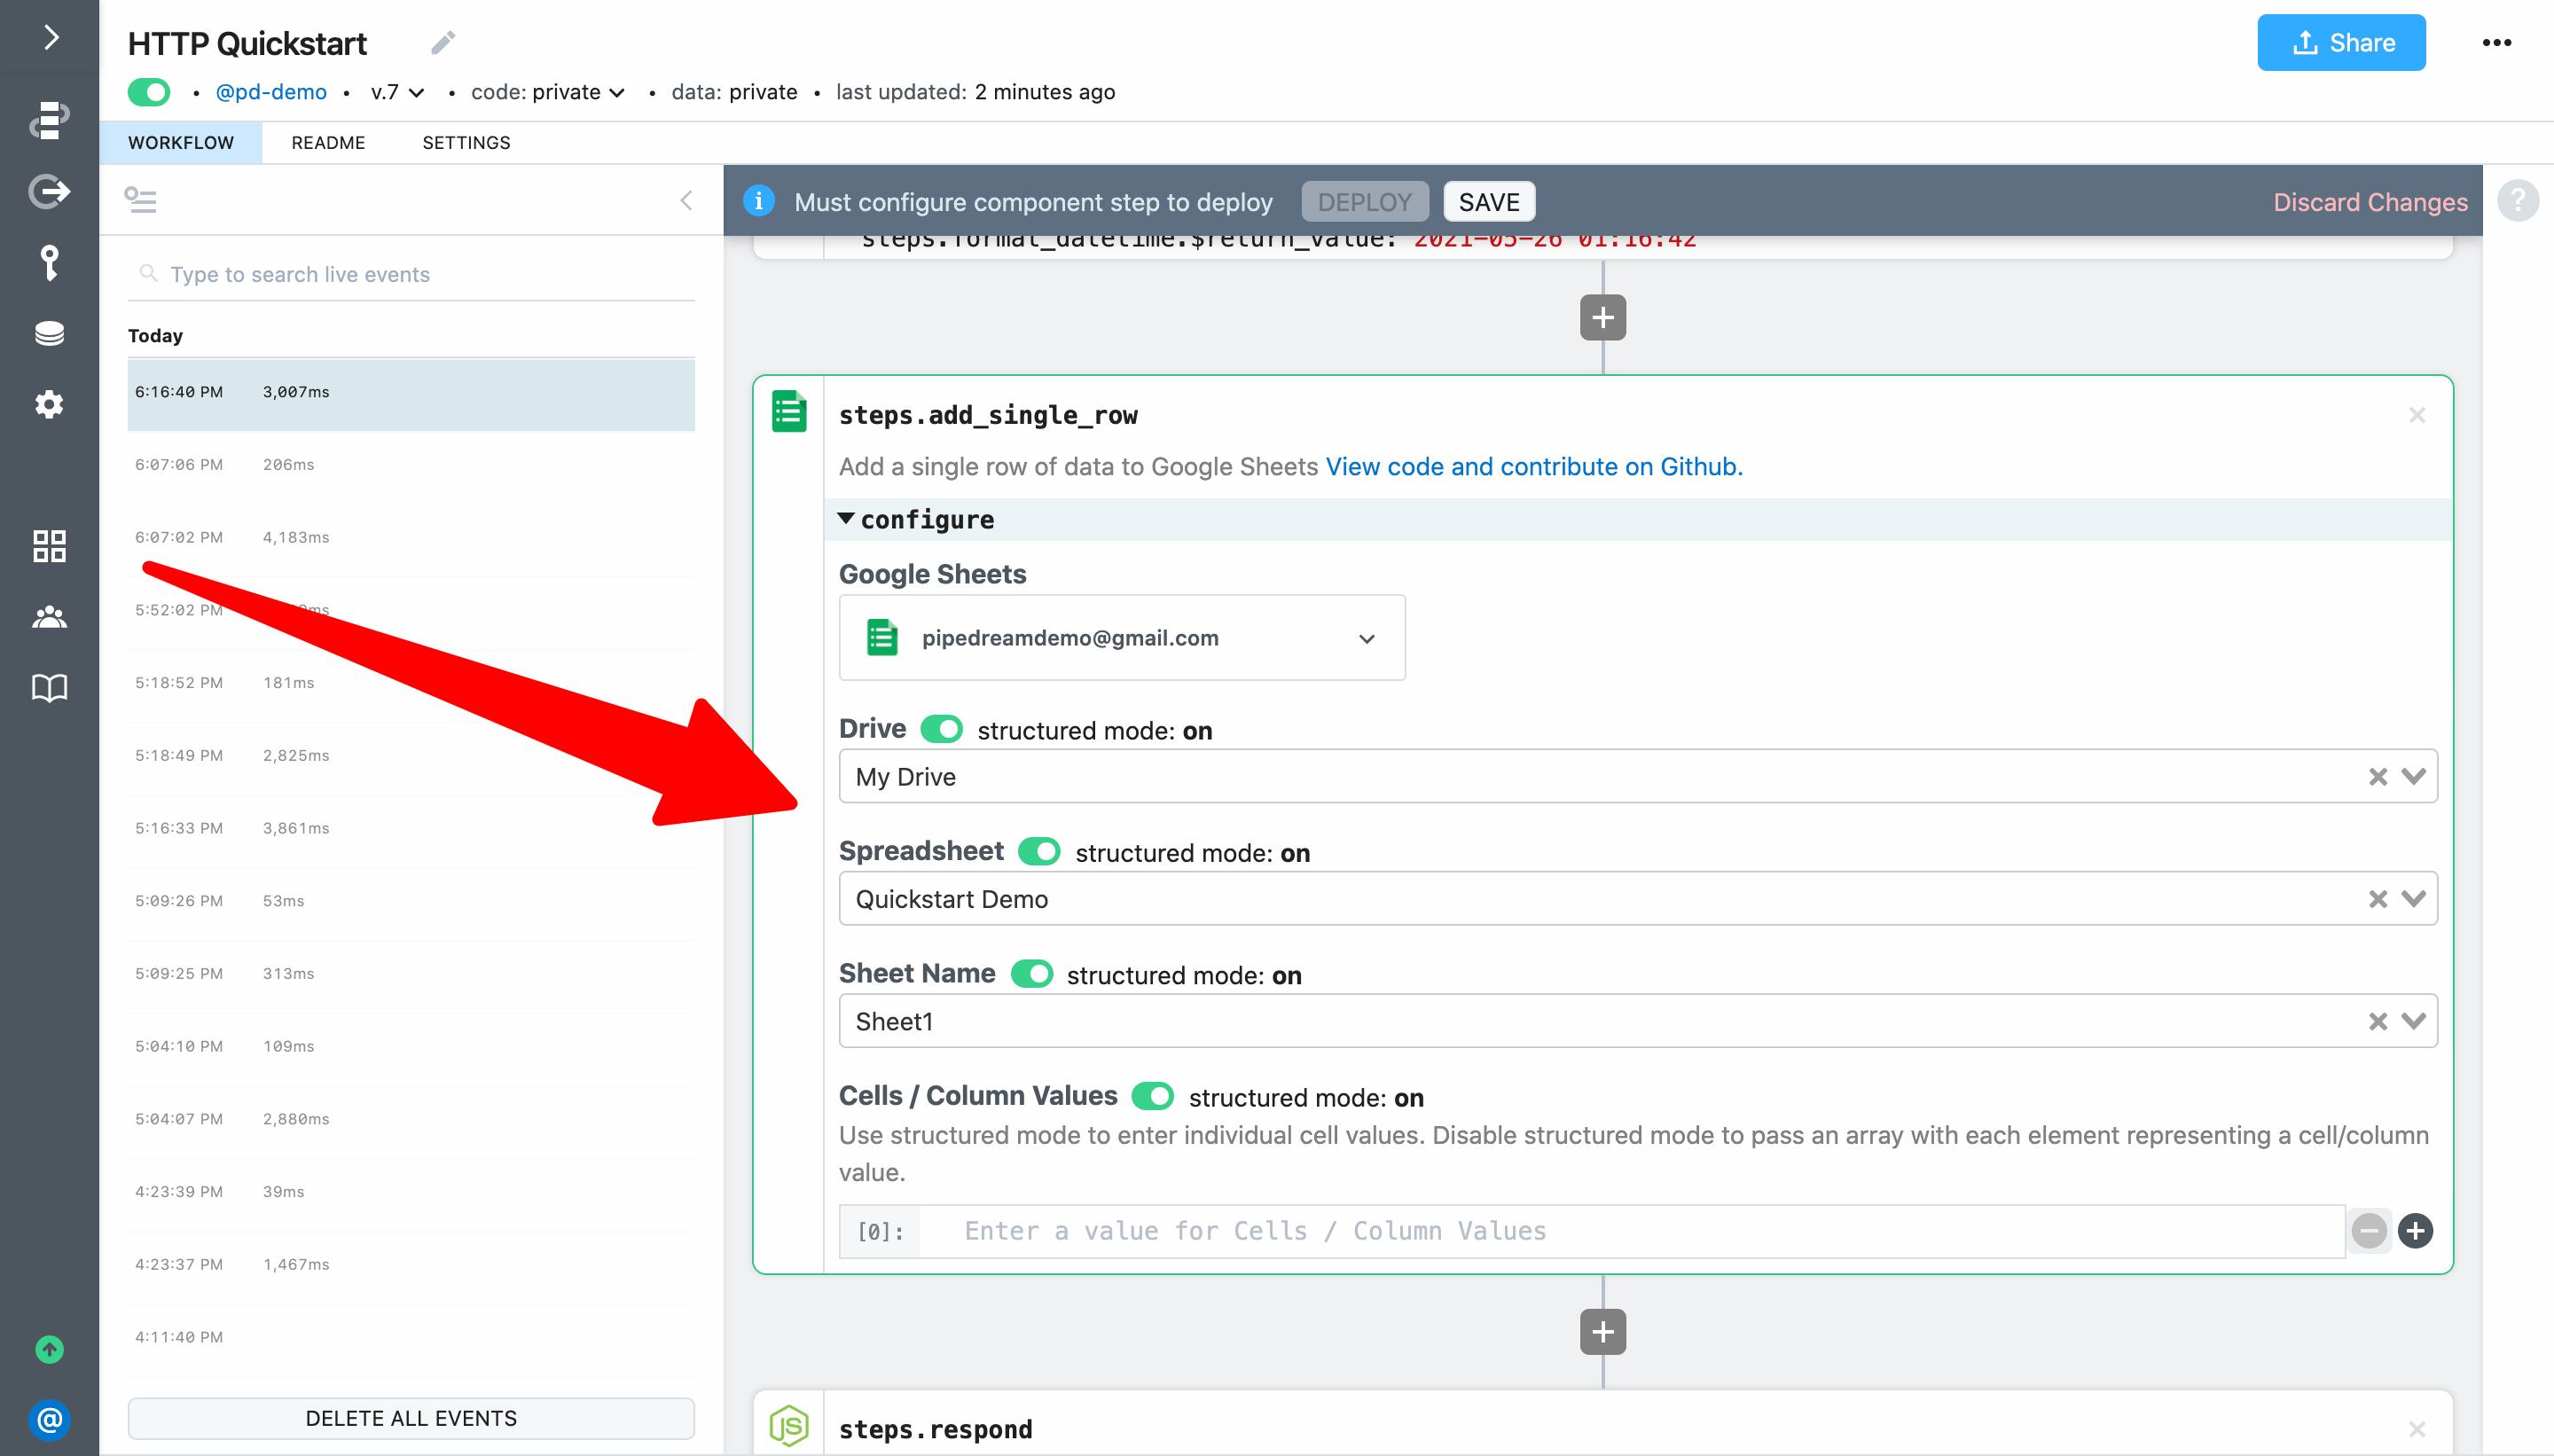 HTTP Quickstart
Share
• @pd-demo • v.7 • code: private • data: private • last updated: 2 minutes ago
WORKFLOW README SETTINGS
Must configure component step to deploy DEPLOY SAVE Discard Changes
?
steps.format_datetime.$return_value: 2021-05-26 01:16:42
Type to search live events
Today
6:16:40 PM 3,007ms
6:07:06 PM 206ms
6:07:02 PM 4,183ms
5:52:02 PM
5:18:52 PM 181ms
5:18:49 PM 2,825ms
5:16:33 PM 3,861ms
5:09:26 PM 53ms
5:09:25 PM 313ms
5:04:10 PM 109ms
5:04:07 PM 2,880ms
4:23:39 PM 39ms
4:23:37 PM 1,467ms
4:11:40 PM
DELETE ALL EVENTS
steps.add_single_row
Add a single row of data to Google Sheets View code and contribute on Github.
configure
Google Sheets
pipedreamdemo@gmail.com
Drive structured mode: on
My Drive
Spreadsheet structured mode: on
Quickstart Demo
Sheet Name structured mode: on
Sheet1
Cells / Column Values structured mode: on
Use structured mode to enter individual cell values. Disable structured mode to pass an array with each element representing a cell/column
value.
[0]: Enter a value for Cells / Column Values
JS steps.respond